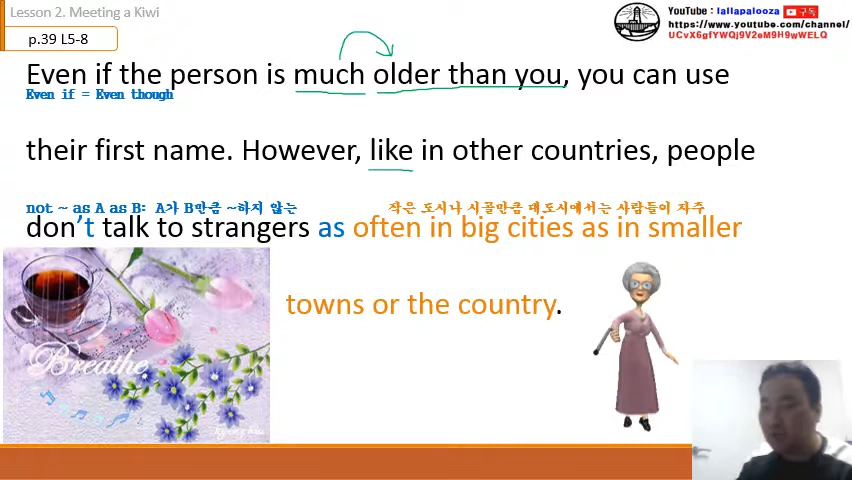 Lesson 2. Meeting a Kiwi
YouTube : lallapalooza 구독
https://www.youtube.com/channel/
UCvX6gfYWQj9V2eM9H9wWELQ
p.39 L5-8
Even if the person is much older than you, you can use
Even if = Even though
their first name. However, like in other countries, people
not ~ as A as B: A가 B만큼 ~하지 않는
작은 도시나 시골만큼 대도시에서는 사람들이 자주
don't talk to strangers as often in big cities as in smaller
towns or the country.
Breathe